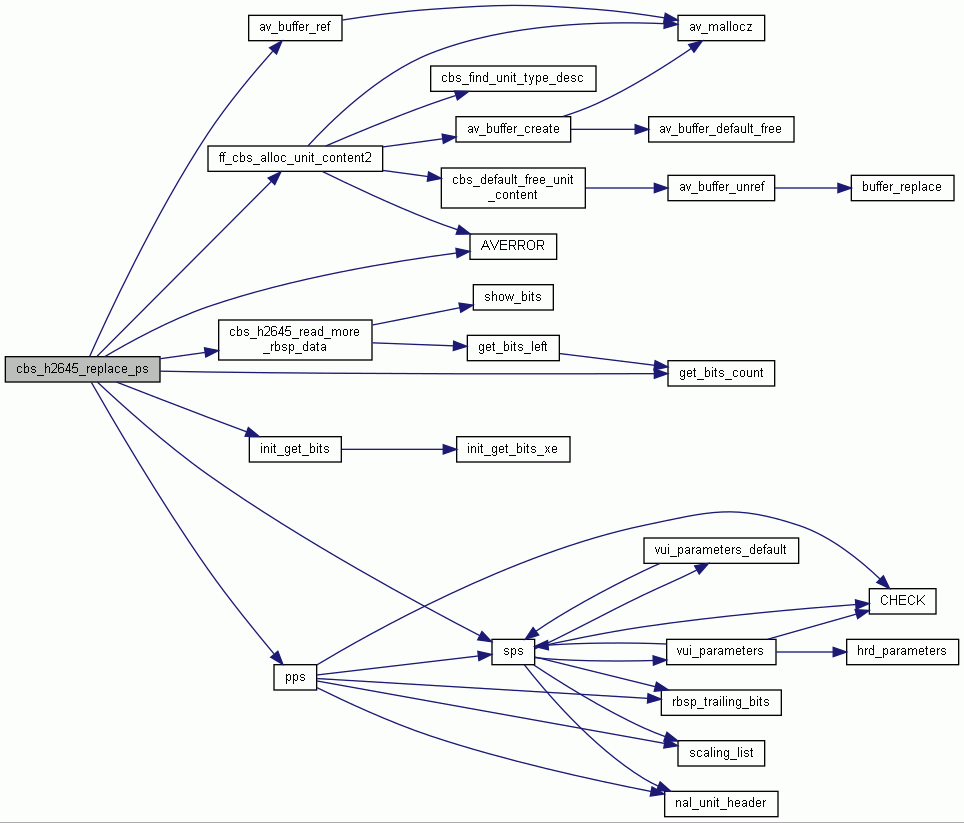 av_buffer_ref
av_mallocz
cbs_find_unit_type_desc
av_buffer_create
av_buffer_default_free
ff_cbs_alloc_unit_content2
cbs_default_free_unit
_content
av_buffer_unref
buffer_replace
AVERROR
show_bits
cbs_h2645_read_more
_rbsp_data
get_bits_left
cbs_h2645_replace_ps
get_bits_count
init_get_bits
init_get_bits_xe
vui_parameters_default
CHECK
sps
vui_parameters
hrd_parameters
pps
rbsp_trailing_bits
scaling_list
nal_unit_header